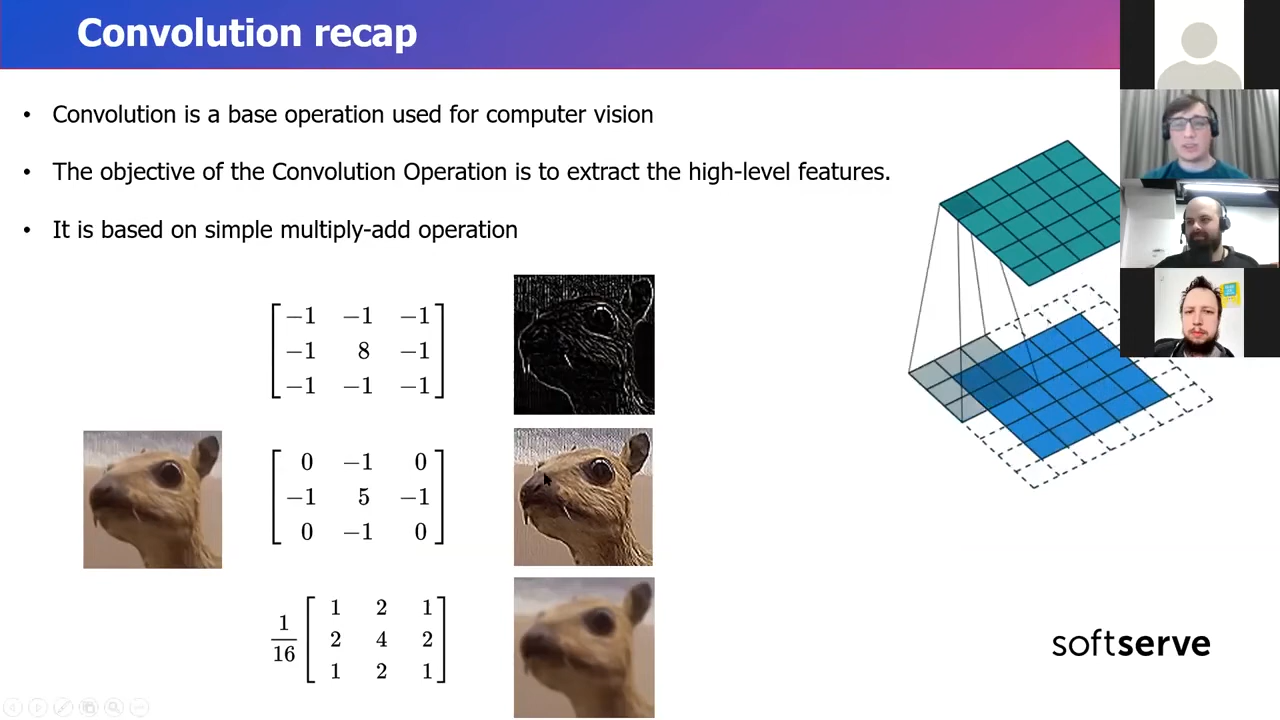 Convolution recap
• Convolution is a base operation used for computer vision
• The objective of the Convolution Operation is to extract the high-level features.
• It is based on simple multiply-add operation
−1 −1 −1
−1 8 −1
−1 −1 −1
0 −1 0
−1 5 −1
0 −1 0
1/16
1 2 1
2 4 2
1 2 1
softserve